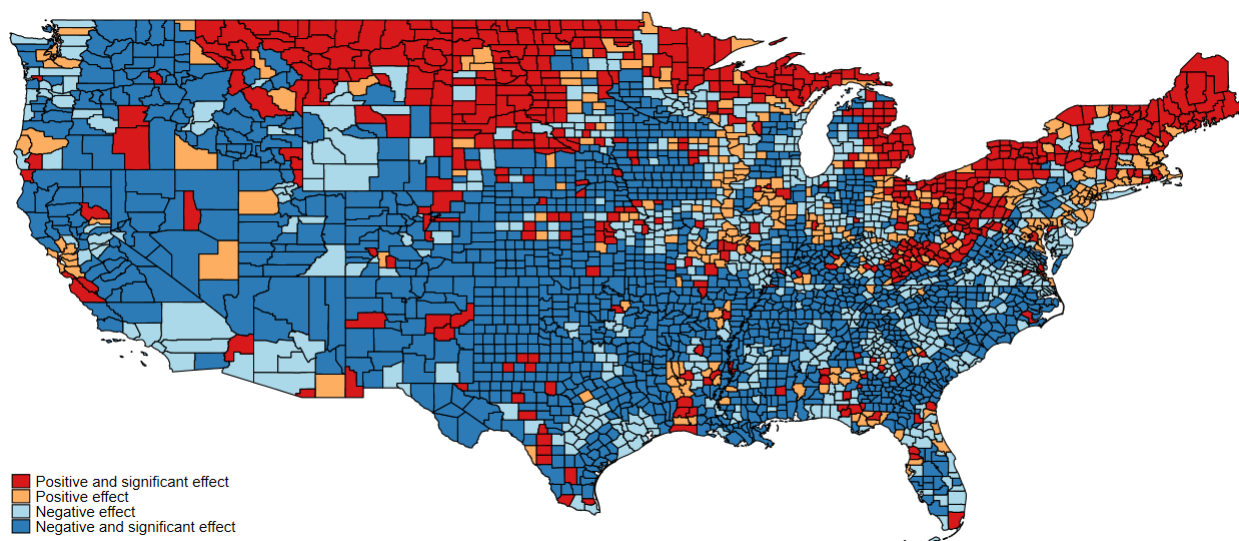 Positive and significant effect
Positive effect
Negative effect
Negative and significant effect